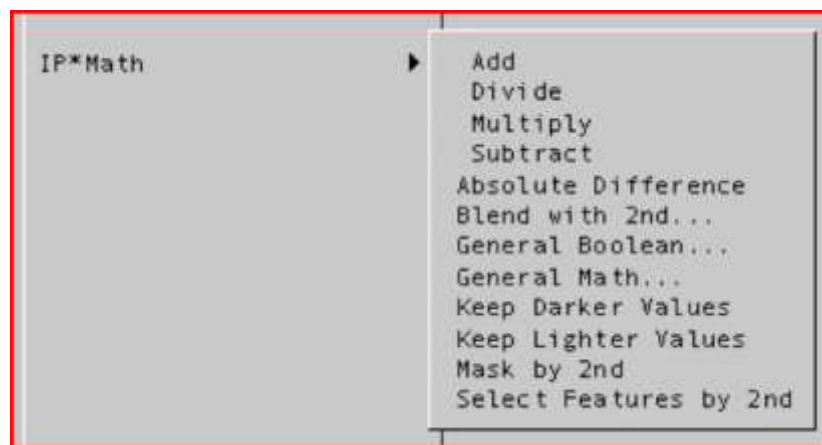 IP*Math
Add
Divide
Multiply
Subtract
Absolute Difference
Blend with 2nd...
General Boolean...
General Math...
Keep Darker Values
Keep Lighter Values
Mask by 2nd
Select Features by 2nd